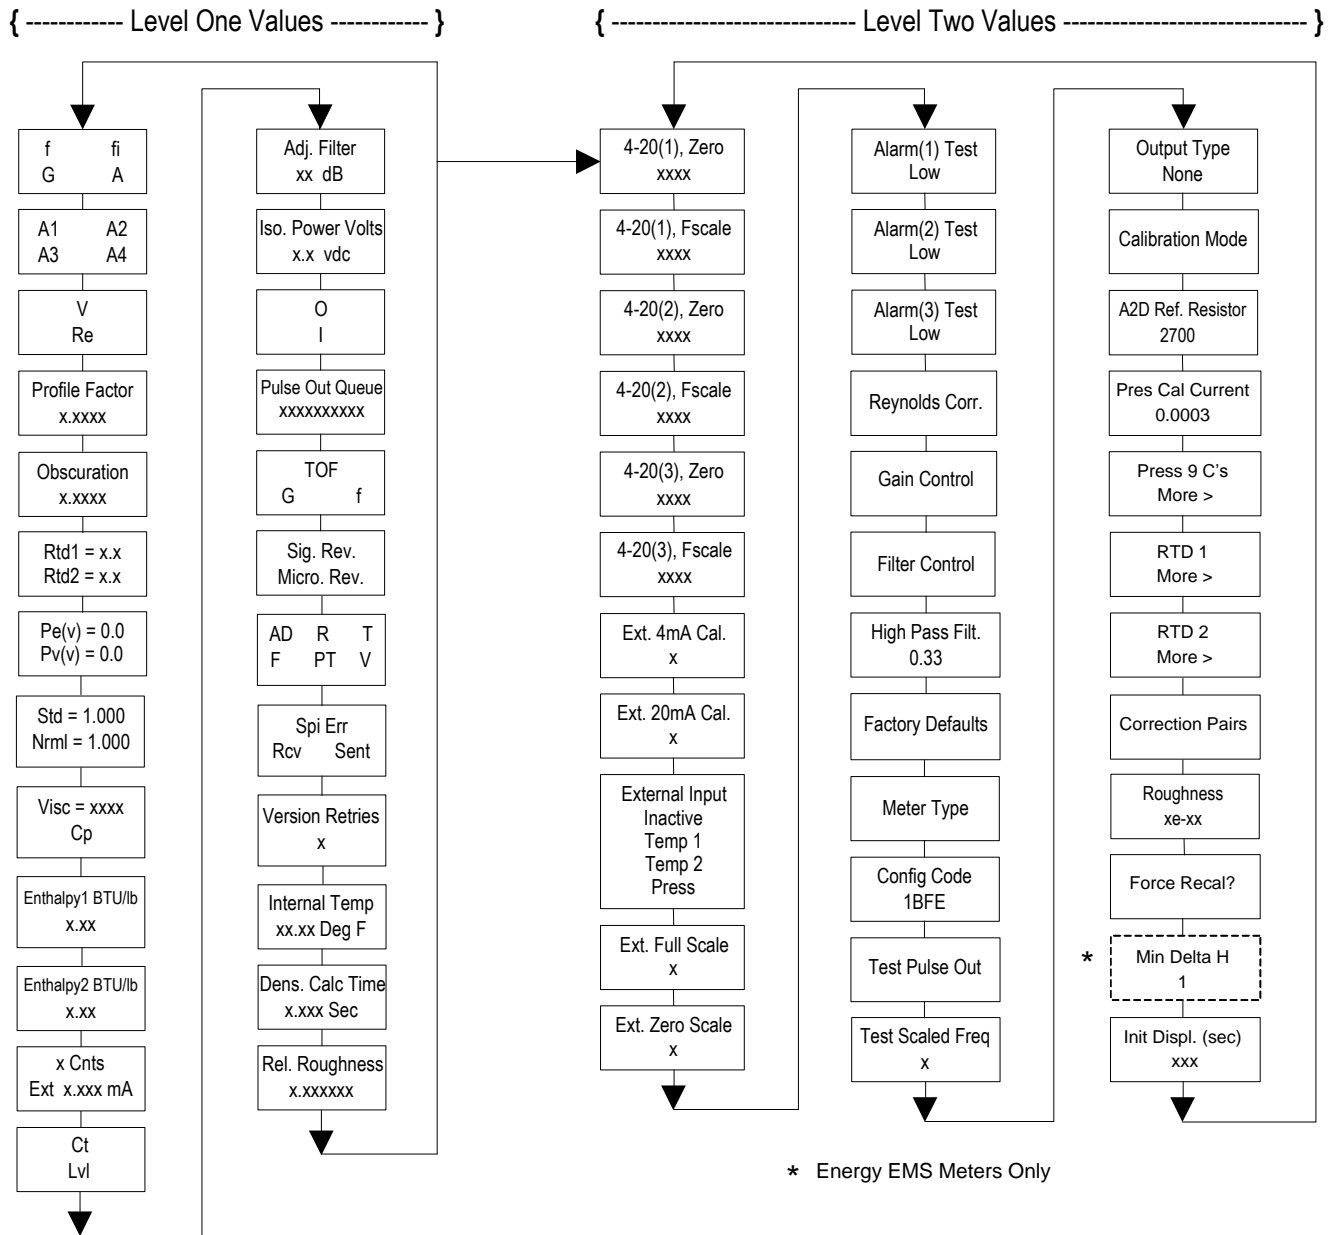 { ------------ Level One Values ------------ }
f fi
G A
A1 A2
A3 A4
V
Re
Profile Factor
x.xxxx
Obscuration
x.xxxx
Rtd1 = x.x
Rtd2 = x.x
Pe(v) = 0.0
Pv(v) = 0.0
Std = 1.000
Nrml = 1.000
Visc = xxxx
Cp
Enthalpy1 BTU/lb
x.xx
Enthalpy2 BTU/lb
x.xx
x Cnts
Ext x.xxx mA
Ct
Lvl
Adj. Filter
xx dB
Iso. Power Volts
x.x vdc
O
I
Pulse Out Queue
xxxxxxxxxx
TOF
G f
Sig. Rev.
Micro. Rev.
AD R T
F PT V
Spi Err
Rcv Sent
Version Retries
x
Internal Temp
xx.xx Deg F
Dens. Calc Time
x.xxx Sec
Rel. Roughness
x.xxxxxx
{ ------------------------------ Level Two Values ------------------------------ }
4-20(1), Zero
xxxx
4-20(1), Fscale
xxxx
4-20(2), Zero
xxxx
4-20(2), Fscale
xxxx
4-20(3), Zero
xxxx
4-20(3), Fscale
xxxx
Ext. 4mA Cal.
x
Ext. 20mA Cal.
x
External Input
Inactive
Temp 1
Temp 2
Press
Ext. Full Scale
x
Ext. Zero Scale
x
Alarm(1) Test
Low
Alarm(2) Test
Low
Alarm(3) Test
Low
Reynolds Corr.
Gain Control
Filter Control
High Pass Filt.
0.33
Factory Defaults
Meter Type
Config Code
1BFE
Test Pulse Out
Test Scaled Freq
x
Output Type
None
Calibration Mode
A2D Ref. Resistor
2700
Pres Cal Current
0.0003
Press 9 C's
More >
RTD 1
More >
RTD 2
More >
Correction Pairs
Roughness
xe-xx
Force Recal?
* Min Delta H
1
Init Displ. (sec)
xxx
* Energy EMS Meters Only